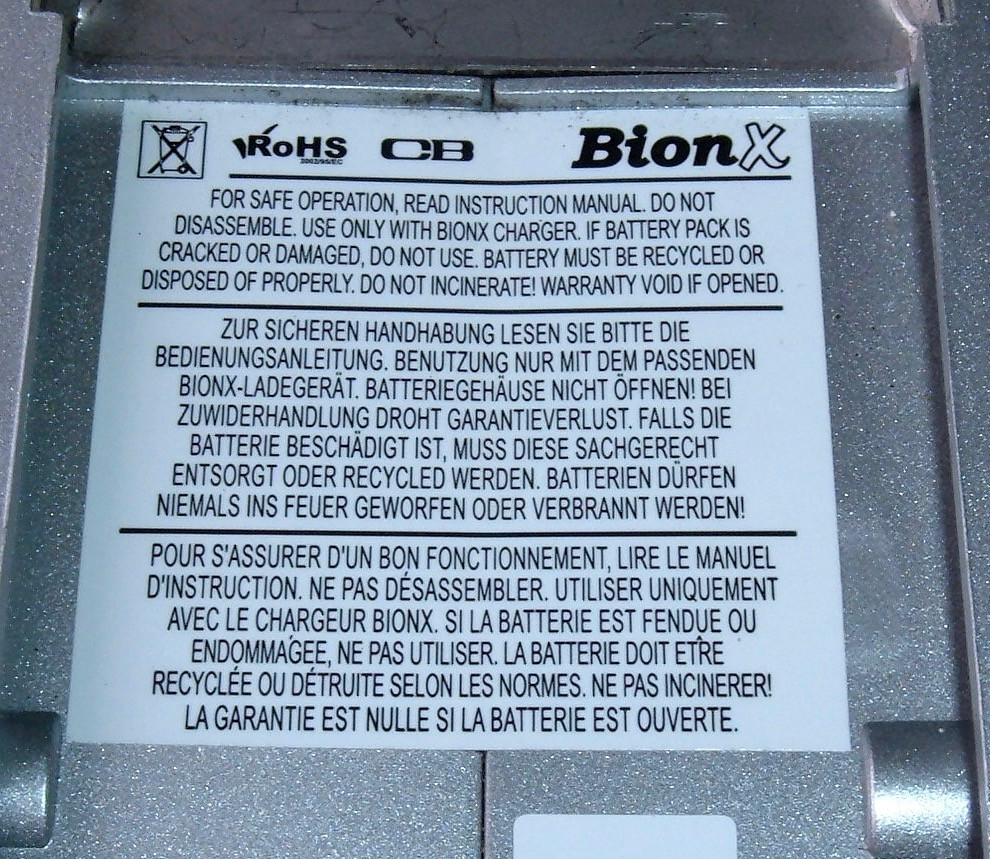 RoHS CB BionX
2002/95/EC
FOR SAFE OPERATION, READ INSTRUCTION MANUAL. DO NOT
DISASSEMBLE. USE ONLY WITH BIONX CHARGER. IF BATTERY PACK IS
CRACKED OR DAMAGED, DO NOT USE. BATTERY MUST BE RECYCLED OR
DISPOSED OF PROPERLY. DO NOT INCINERATE! WARRANTY VOID IF OPENED.
ZUR SICHEREN HANDHABUNG LESEN SIE BITTE DIE
BEDIENUNGSANLEITUNG. BENUTZUNG NUR MIT DEM PASSENDEN
BIONX-LADEGERÄT. BATTERIEGEHÄUSE NICHT ÖFFNEN! BEI
ZUWIDERHANDLUNG DROHT GARANTIEVERLUST. FALLS DIE
BATTERIE BESCHÄDIGT IST, MUSS DIESE SACHGERECHT
ENTSORGT ODER RECYCLED WERDEN. BATTERIEN DÜRFEN
NIEMALS INS FEUER GEWORFEN ODER VERBRANNT WERDEN!
POUR S'ASSURER D'UN BON FONCTIONNEMENT, LIRE LE MANUEL
D'INSTRUCTION. NE PAS DÉSASSEMBLER. UTILISER UNIQUEMENT
AVEC LE CHARGEUR BIONX. SI LA BATTERIE EST FENDUE OU
ENDOMMAGÉE, NE PAS UTILISER. LA BATTERIE DOIT ETRE
RECYCLÉE OU DÉTRUITE SELON LES NORMES. NE PAS INCINERER!
LA GARANTIE EST NULLE SI LA BATTERIE EST OUVERTE.